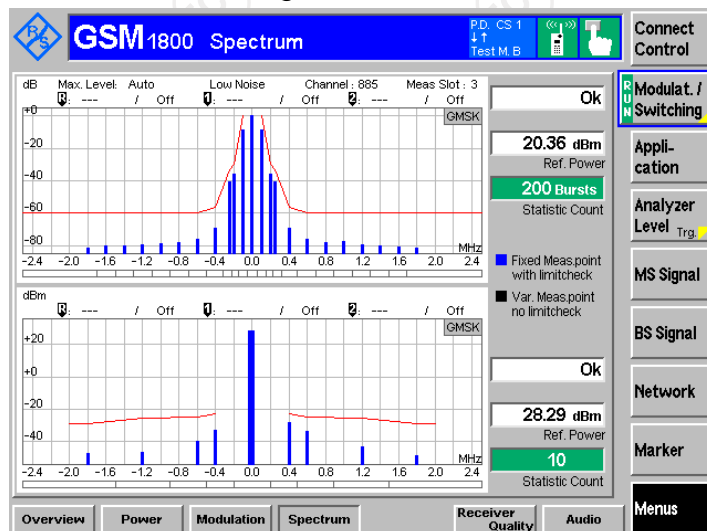 R&S GSM 1800 Spectrum
P.D. CS 1
↓↑
Test M. B
Connect Control
dB Max. Level: Auto Low Noise Channel : 885 Meas Slot : 3
R: --- / Off 1: --- / Off 2: --- / Off
GMSK
+0
-20
-40
-60
-80
MHz
-2.4 -2.0 -1.6 -1.2 -0.8 -0.4 0.0 0.4 0.8 1.2 1.6 2.0 2.4
Ok
20.36 dBm
Ref. Power
200 Bursts
Statistic Count
Fixed Meas.point
with limitcheck
Var. Meas.point
no limitcheck
dBm
R: --- / Off 1: --- / Off 2: --- / Off
GMSK
+20
+0
-20
-40
MHz
-2.4 -2.0 -1.6 -1.2 -0.8 -0.4 0.0 0.4 0.8 1.2 1.6 2.0 2.4
Ok
28.29 dBm
Ref. Power
10
Statistic Count
RUN
Modulat. /
Switching
Appli-
cation
Analyzer
Level Trg.
MS Signal
BS Signal
Network
Marker
Menus
Overview Power Modulation Spectrum Receiver Quality Audio